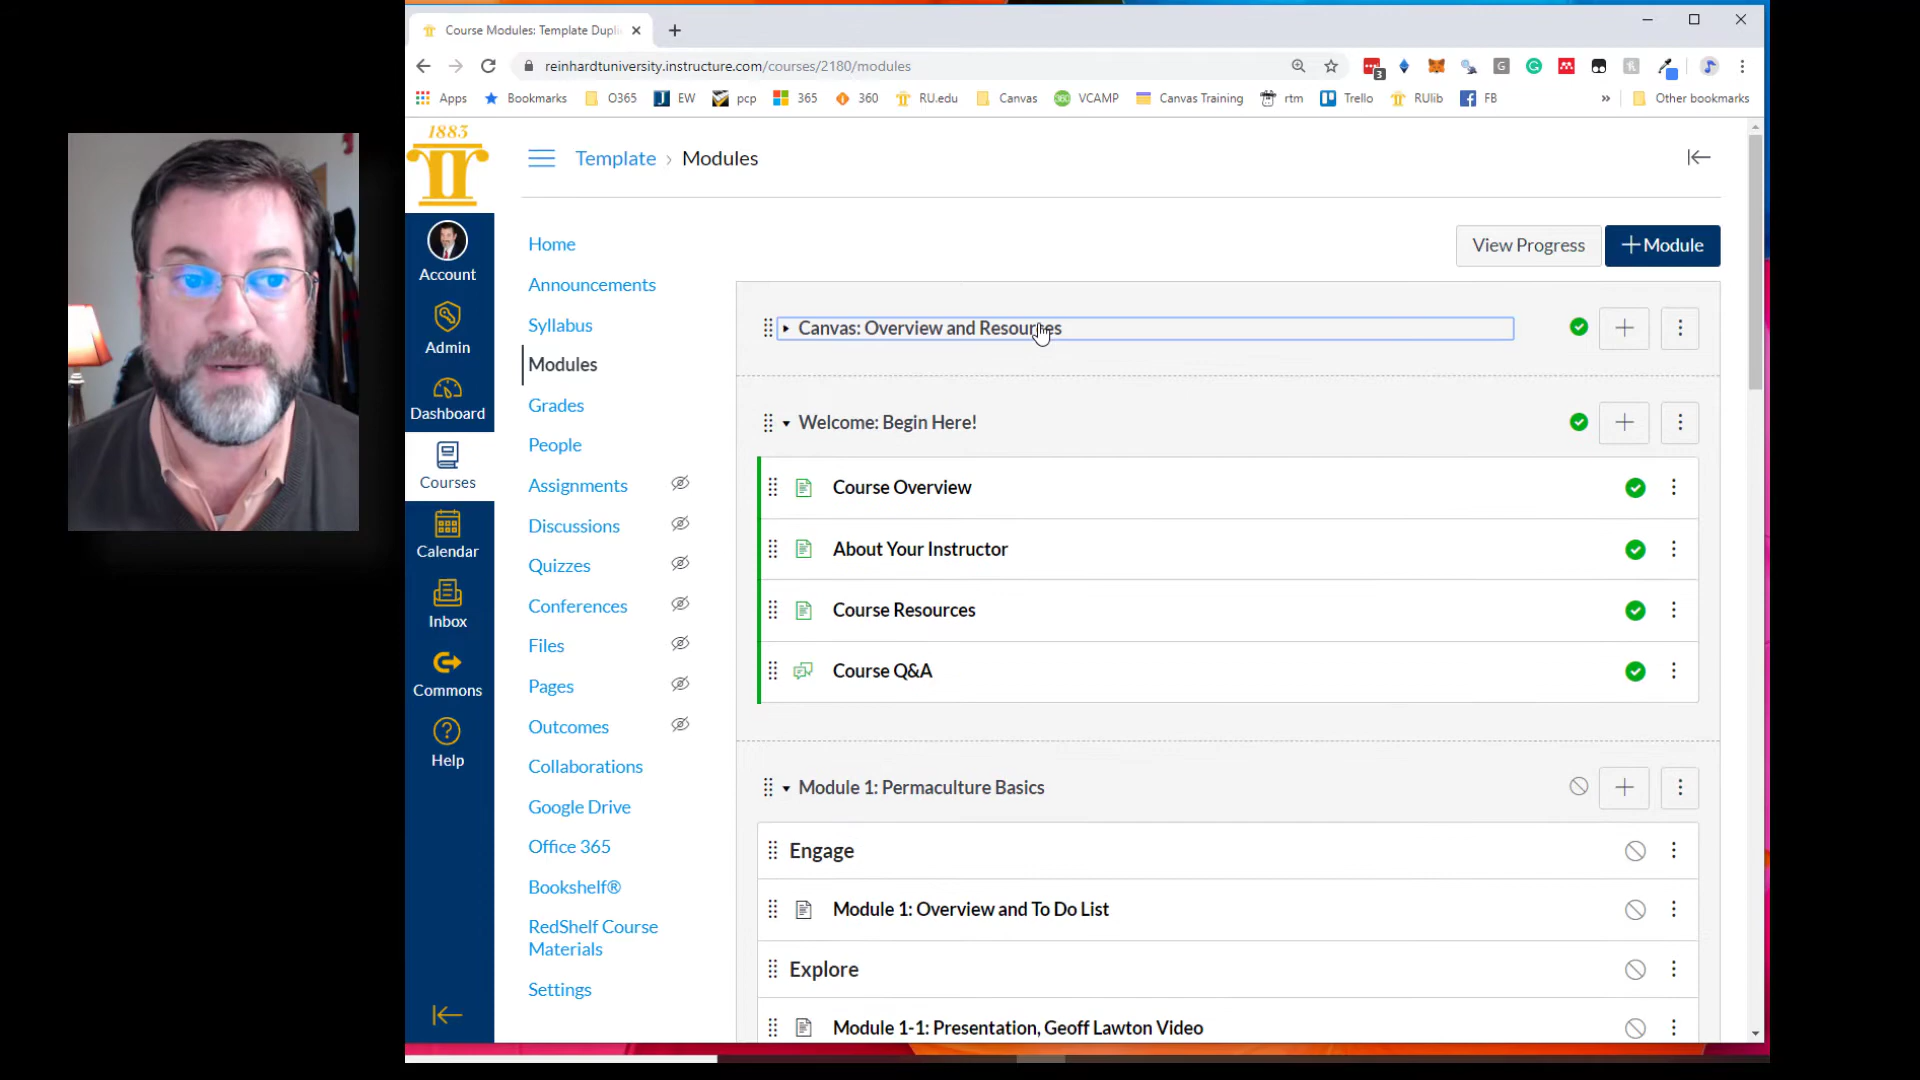 Course Modules: Template Dupli
reinhardtuniversity.instructure.com/courses/2180/modules
3
Apps
Bookmarks
O365
EW
pcp
365
360
RU.edu
Canvas
VCAMP
Canvas Training
rtm
Trello
RUlib
FB
»
Other bookmarks
1883
Template › Modules
Account
Admin
Dashboard
Courses
Calendar
Inbox
Commons
Help
Home
Announcements
Syllabus
Modules
Grades
People
Assignments
Discussions
Quizzes
Conferences
Files
Pages
Outcomes
Collaborations
Google Drive
Office 365
Bookshelf®
RedShelf Course
Materials
Settings
View Progress
+ Module
Canvas: Overview and Resources
Welcome: Begin Here!
Course Overview
About Your Instructor
Course Resources
Course Q&A
Module 1: Permaculture Basics
Engage
Module 1: Overview and To Do List
Explore
Module 1-1: Presentation, Geoff Lawton Video